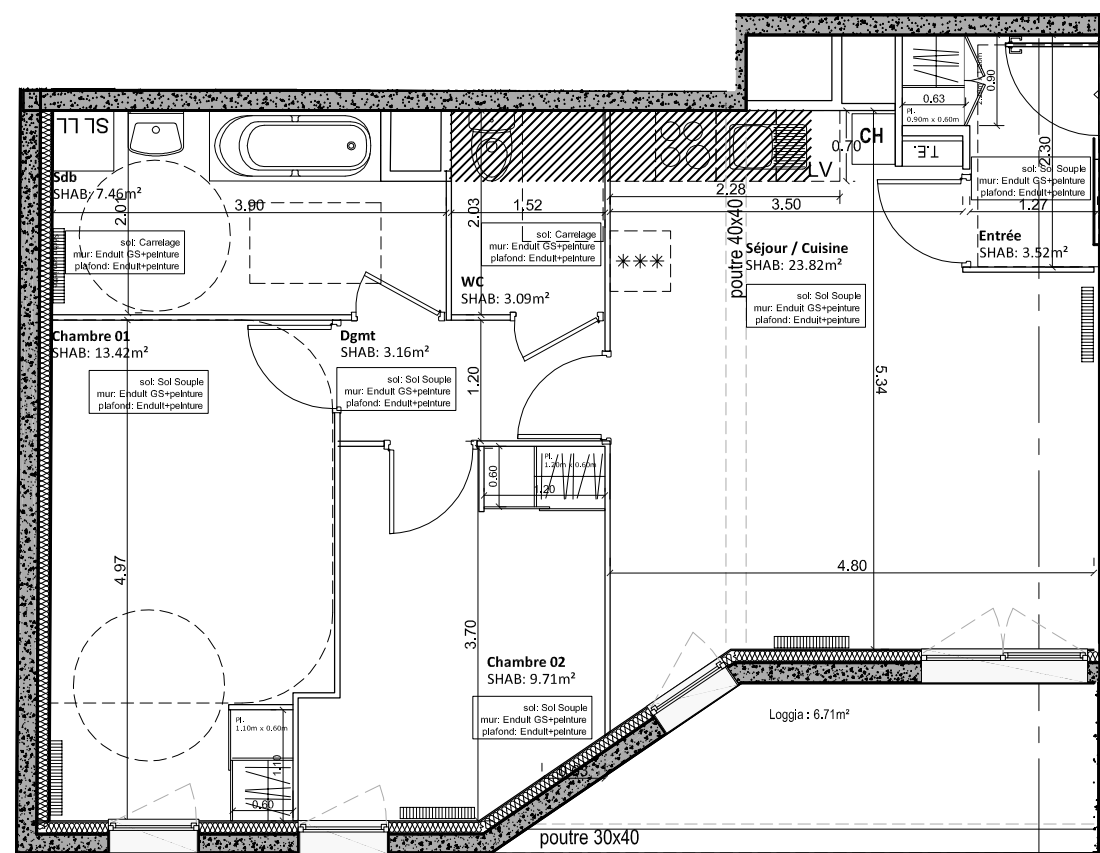 0.90
0.63
Pl.
0.90m x 0.60m
T.E.
CH
0.70
LV
2.28
3.50
2.30
sol: Sol Souple
mur: Enduit GS+peinture
plafond: Enduit+peinture
1.27
Entrée
SHAB: 3.52m²
SL LL
Sdb
SHAB: 7.46m²
2.01
3.90
sol: Carrelage
mur: Enduit GS+peinture
plafond: Enduit+peinture
2.03
1.52
sol: Carrelage
mur: Enduit GS+peinture
plafond: Enduit+peinture
WC
SHAB: 3.09m²
poutre 40x40
Séjour / Cuisine
SHAB: 23.82m²
sol: Sol Souple
mur: Enduit GS+peinture
plafond: Enduit+peinture
Chambre 01
SHAB: 13.42m²
sol: Sol Souple
mur: Enduit GS+peinture
plafond: Enduit+peinture
Dgmt
SHAB: 3.16m²
sol: Sol Souple
mur: Enduit GS+peinture
plafond: Enduit+peinture
1.20
5.34
0.60
Pl.
1.20m x 0.60m
1.20
4.97
4.80
3.70
Chambre 02
SHAB: 9.71m²
sol: Sol Souple
mur: Enduit GS+peinture
plafond: Enduit+peinture
Pl.
1.10m x 0.60m
1.10
0.60
Loggia : 6.71m²
poutre 30x40